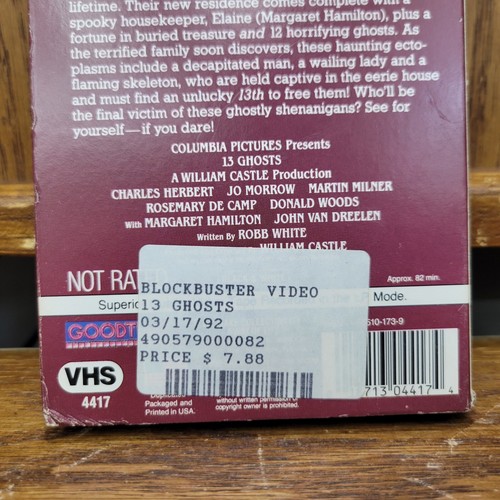 lifetime. Their new residence comes complete with a
spooky housekeeper, Elaine (Margaret Hamilton), plus a
fortune in buried treasure and 12 horrifying ghosts. As
the terrified family soon discovers, these haunting ecto-
plasms include a decapitated man, a wailing lady and a
flaming skeleton, who are held captive in the eerie house
and must find an unlucky 13th to free them! Who'll be
the final victim of these ghostly shenanigans? See for
yourself—if you dare!
COLUMBIA PICTURES Presents
13 GHOSTS
A WILLIAM CASTLE Production
CHARLES HERBERT JO MORROW MARTIN MILNER
ROSEMARY DE CAMP DONALD WOODS
With MARGARET HAMILTON JOHN VAN DREELEN
Written By ROBB WHITE
WILLIAM CASTLE
NOT
Approx. 82 min.
Mode.
BLOCKBUSTER VIDEO
13 GHOSTS
03/17/92
490579000082
PRICE $ 7.88
510-173-9
VHS
4417
Packaged and
Printed in USA.
without permission of
copyright owner is prohibited.
713 04417 4